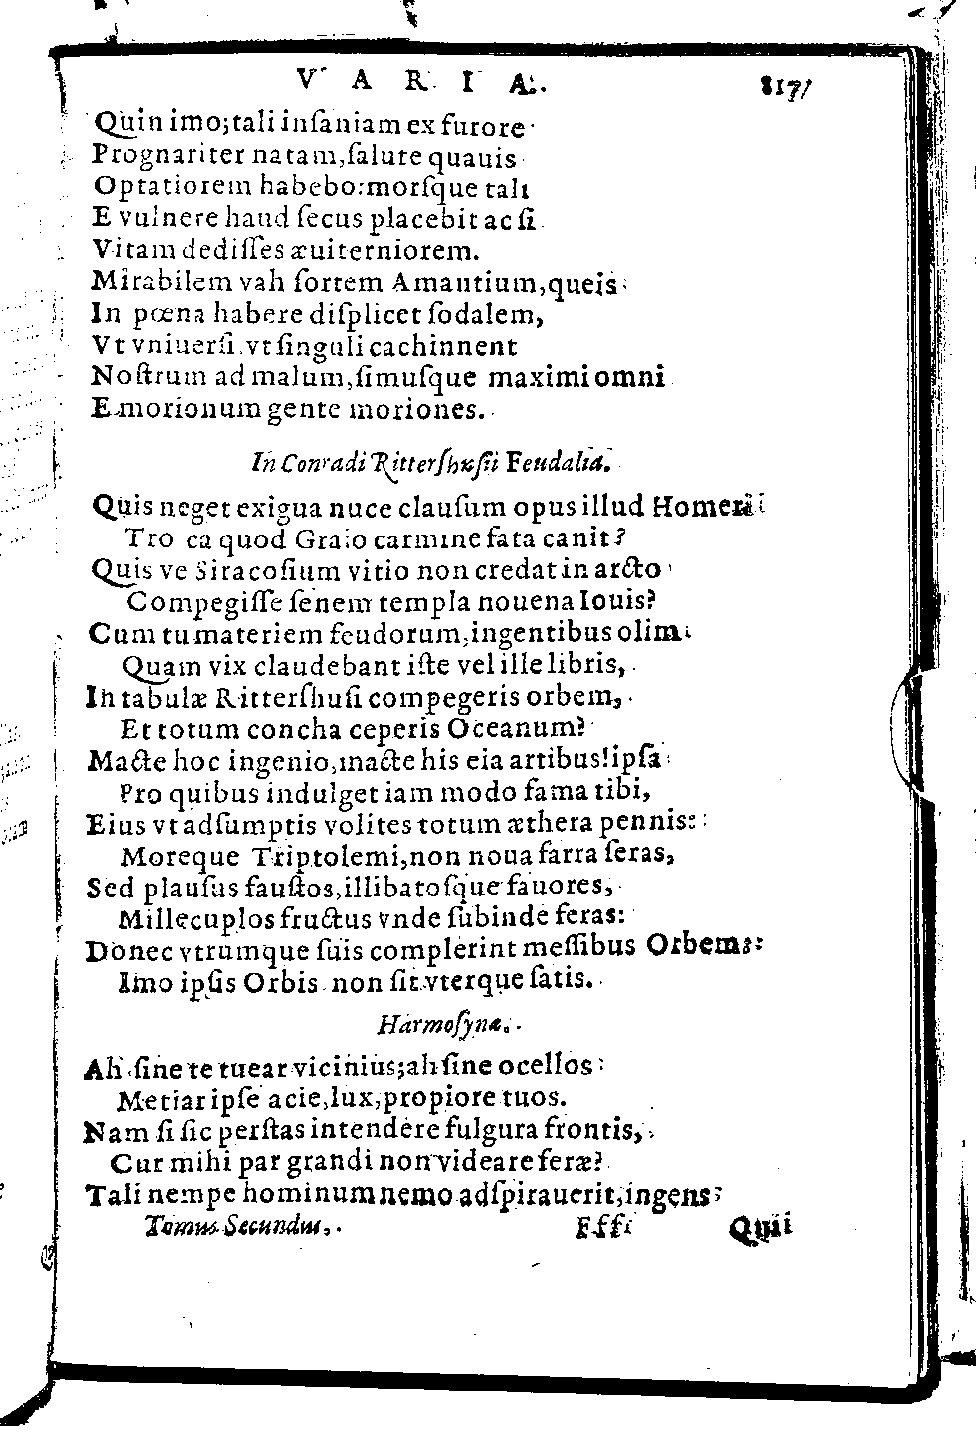 VARIA. 817
Quin imo; tali inſaniam ex furore
Prognariter natam, ſalute quauis
Optatiorem habebo: morſque tali
E vulnere haud ſecus placebit ac ſi
Vitam dediſſes æuiterniorem.
Mirabilem vah ſortem Amantium, queis
In pœna habere diſplicet ſodalem,
Vt vniuerſi, vt ſinguli cachinnent
Noſtrum ad malum, ſimuſque maximi omni
E morionum gente moriones.
In Conradi Ritterſhuſii Feudalia.
Quis neget exigua nuce clauſum opus illud Homeri
Troica quod Graio carmine fata canit?
Quis ve Siracoſium vitio non credat in arcto
Compegiſſe ſenem templa nouena Iouis?
Cum tu materiem feudorum, ingentibus olim
Quam vix claudebant iſte vel ille libris,
In tabulæ Ritterſhuſi compegeris orbem,
Et totum concha ceperis Oceanum?
Macte hoc ingenio, macte his eia artibus! ipſa
Pro quibus indulget iam modo fama tibi,
Eius vt adſumptis volites totum æthera pennis:
Moreque Triptolemi, non noua farra ſeras,
Sed plauſus fauſtos, illibatoſque fauores,
Millecuplos fructus vnde ſubinde feras:
Donec vtrumque ſuis complerint meſſibus Orbem:
Imo ipſis Orbis non ſit vterque ſatis.
Harmoſynæ.
Ah ſine te tuear vicinius; ah ſine ocellos
Metiar ipſe acie, lux, propiore tuos.
Nam ſi ſic perſtas intendere fulgura frontis,
Cur mihi par grandi non videare feræ?
Tali nempe hominum nemo adſpirauerit, ingens
Tomus Secundus. Fff Quii